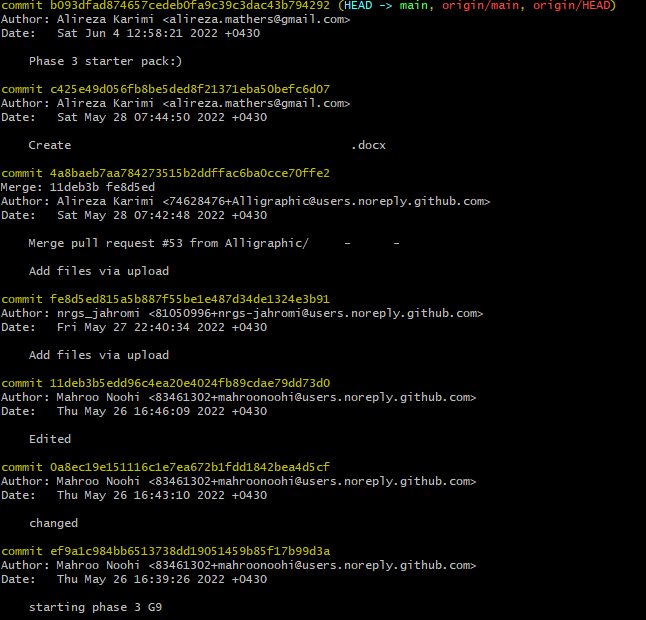 commit b093dfad874657cedeb0fa9c39c3dac43b794292 (HEAD -> main, origin/main, origin/HEAD)
Author: Alireza Karimi <alireza.mathers@gmail.com>
Date:   Sat Jun 4 12:58:21 2022 +0430
Phase 3 starter pack:)
commit c425e49d056fb8be5ded8f21371eba50befc6d07
Author: Alireza Karimi <alireza.mathers@gmail.com>
Date:   Sat May 28 07:44:50 2022 +0430
Create .docx
commit 4a8baeb7aa784273515b2ddffac6ba0cce70ffe2
Merge: 11deb3b fe8d5ed
Author: Alireza Karimi <74628476+Alligraphic@users.noreply.github.com>
Date:   Sat May 28 07:42:48 2022 +0430
Merge pull request #53 from Alligraphic/ - -
Add files via upload
commit fe8d5ed815a5b887f55be1e487d34de1324e3b91
Author: nrgs_jahromi <81050996+nrgs-jahromi@users.noreply.github.com>
Date:   Fri May 27 22:40:34 2022 +0430
Add files via upload
commit 11deb3b5edd96c4ea20e4024fb89cdae79dd73d0
Author: Mahroo Noohi <83461302+mahroonoohi@users.noreply.github.com>
Date:   Thu May 26 16:46:09 2022 +0430
Edited
commit 0a8ec19e151116c1e7ea672b1fdd1842bea4d5cf
Author: Mahroo Noohi <83461302+mahroonoohi@users.noreply.github.com>
Date:   Thu May 26 16:43:10 2022 +0430
changed
commit ef9a1c984bb6513738dd19051459b85f17b99d3a
Author: Mahroo Noohi <83461302+mahroonoohi@users.noreply.github.com>
Date:   Thu May 26 16:39:26 2022 +0430
starting phase 3 G9